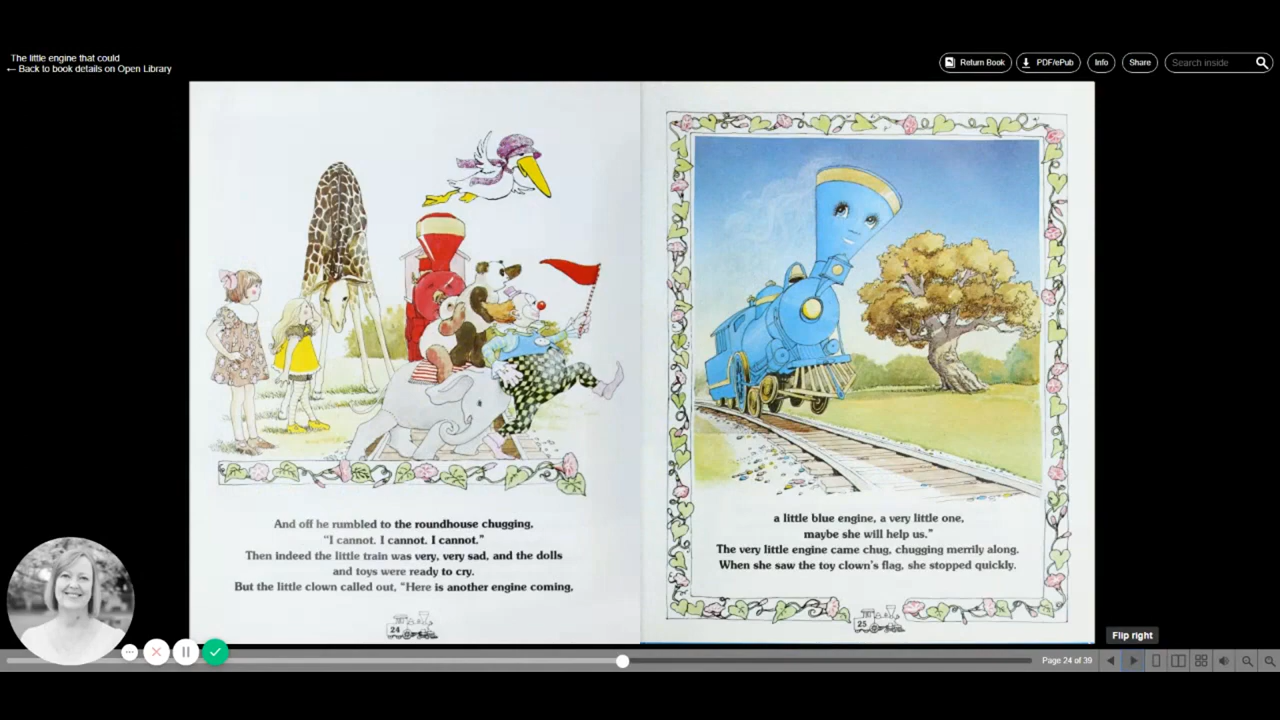 The little engine that could
← Back to book details on Open Library
Return Book
PDF/ePub
Info
Share
Search inside
And off he rumbled to the roundhouse chugging,
“I cannot. I cannot. I cannot.”
Then indeed the little train was very, very sad, and the dolls
and toys were ready to cry.
But the little clown called out, “Here is another engine coming,
24
a little blue engine, a very little one,
maybe she will help us.”
The very little engine came chug, chugging merrily along.
When she saw the toy clown’s flag, she stopped quickly.
25
Flip right
Page 24 of 39